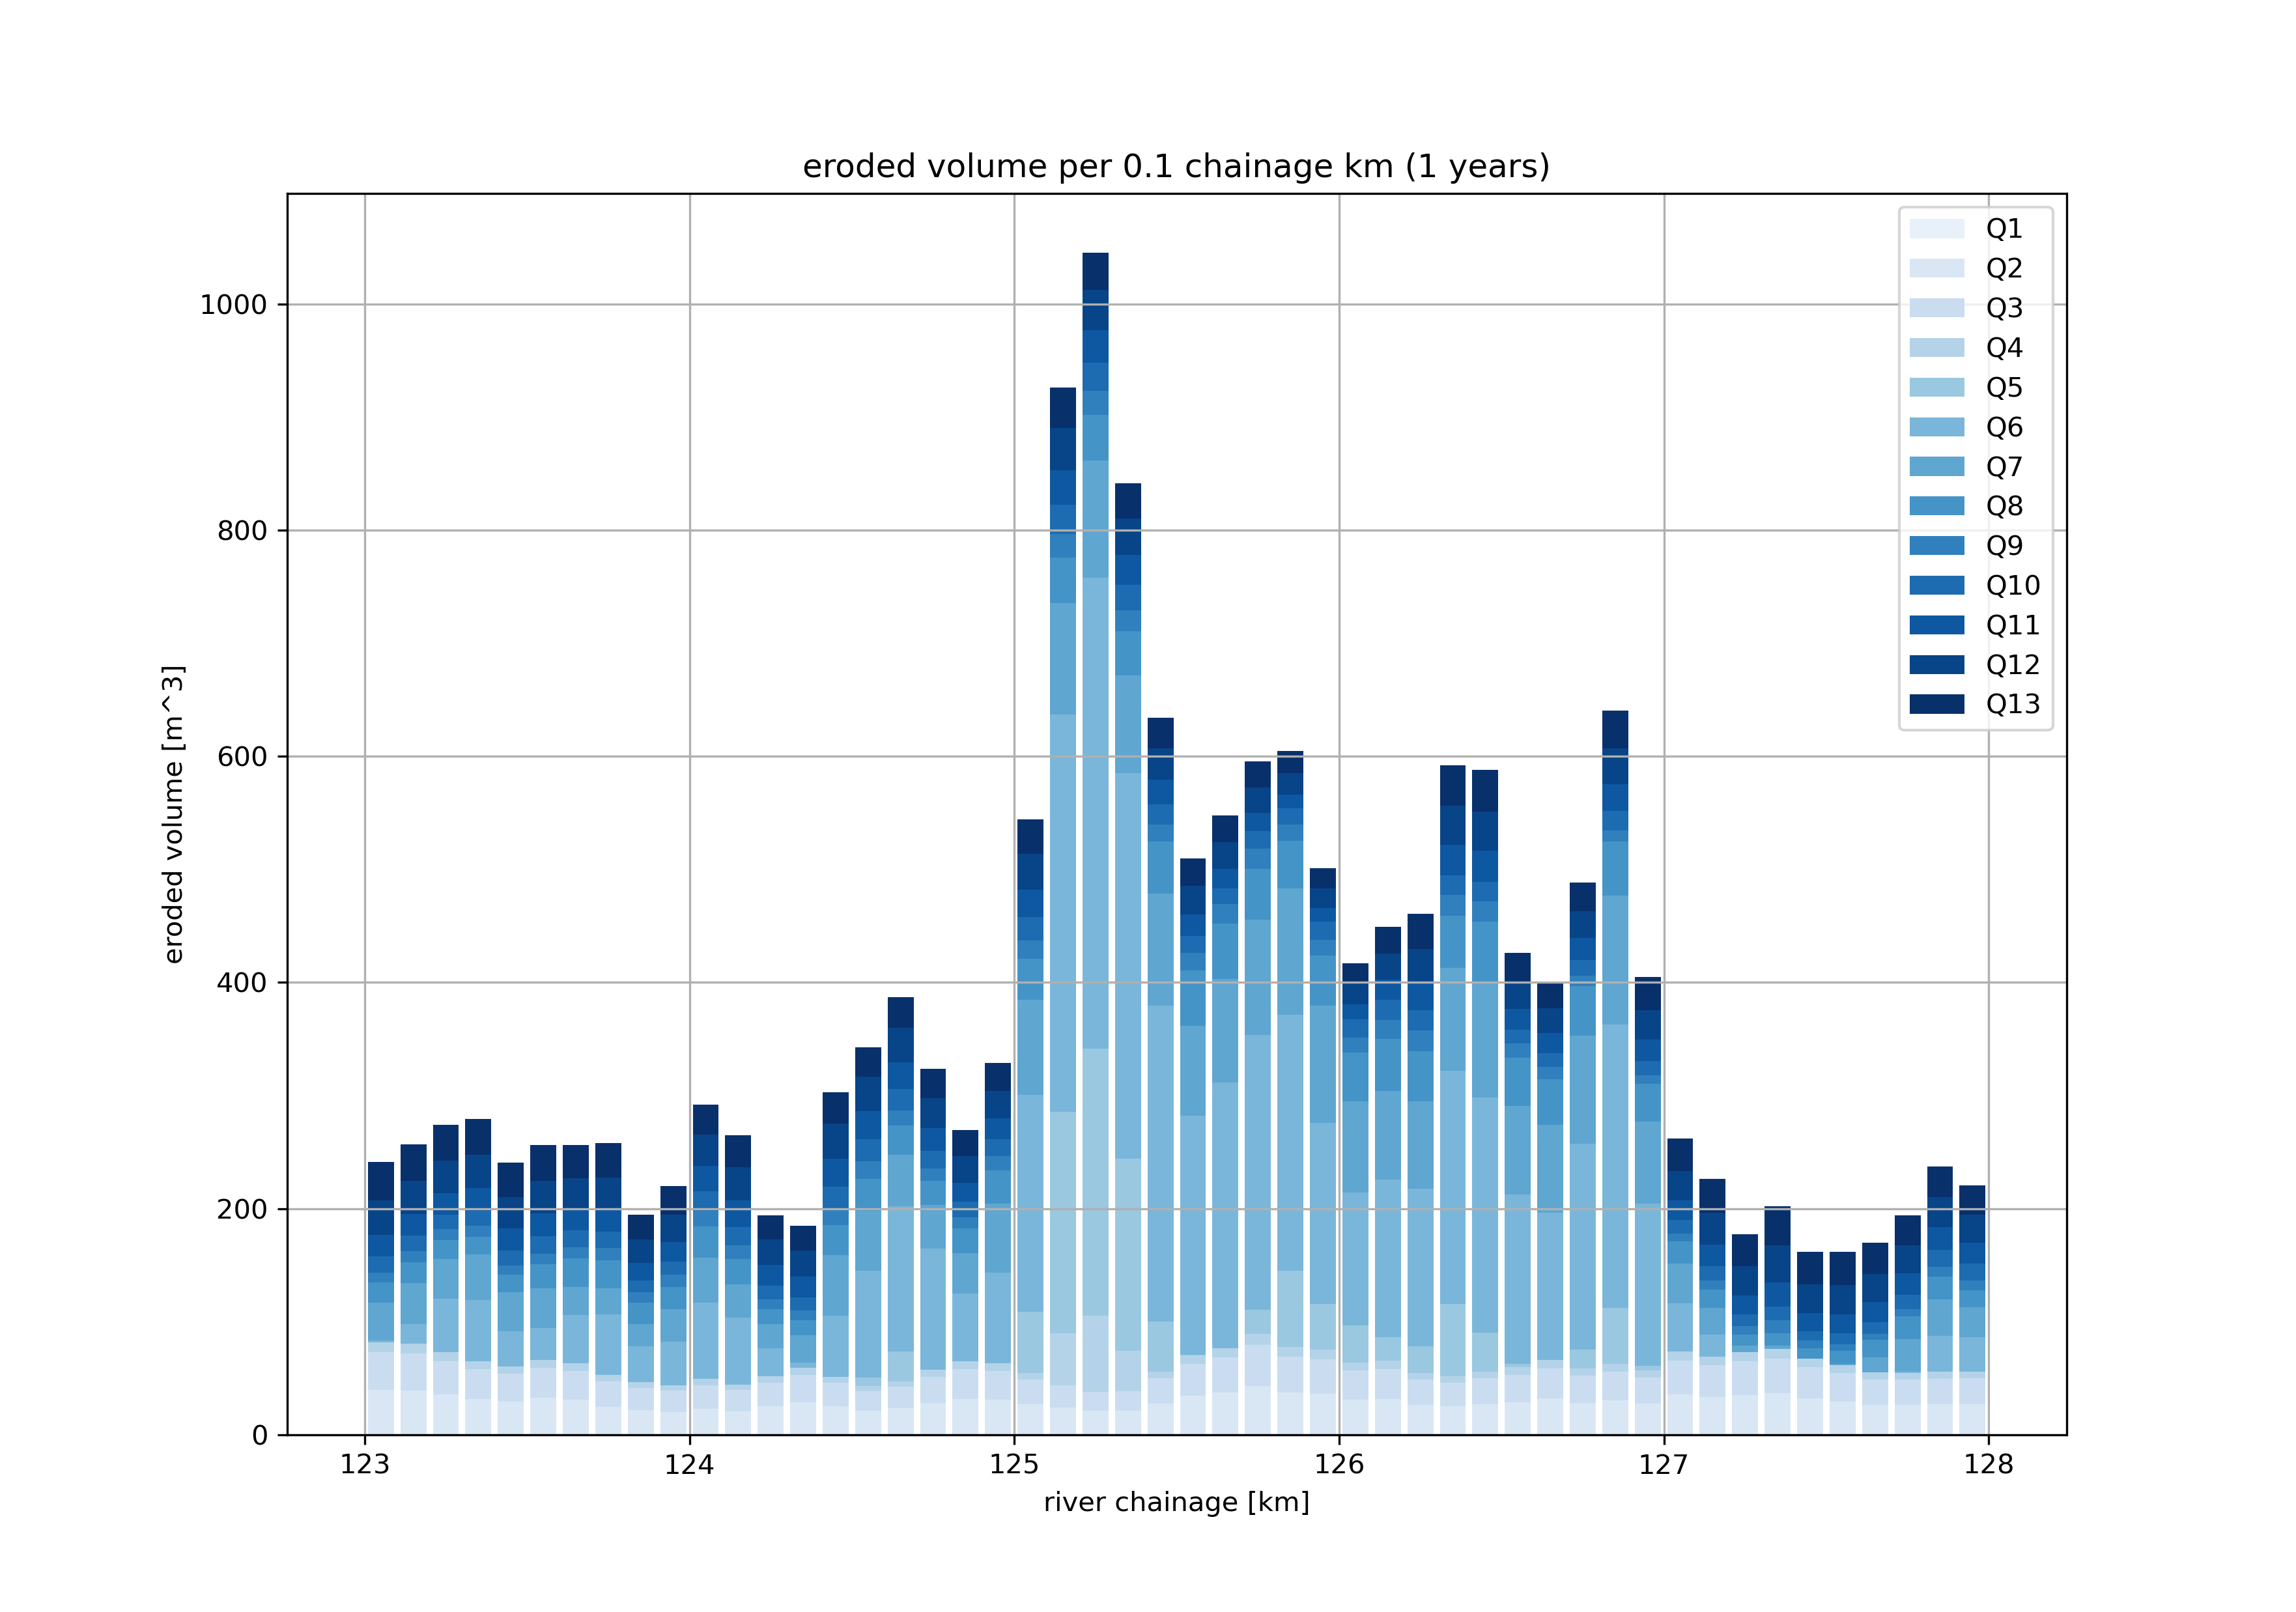 eroded volume per 0.1 chainage km (1 years)
eroded volume [m^3]
1000
800
600
400
200
0
123 124 125 126 127 128
river chainage [km]
Q1
Q2
Q3
Q4
Q5
Q6
Q7
Q8
Q9
Q10
Q11
Q12
Q13